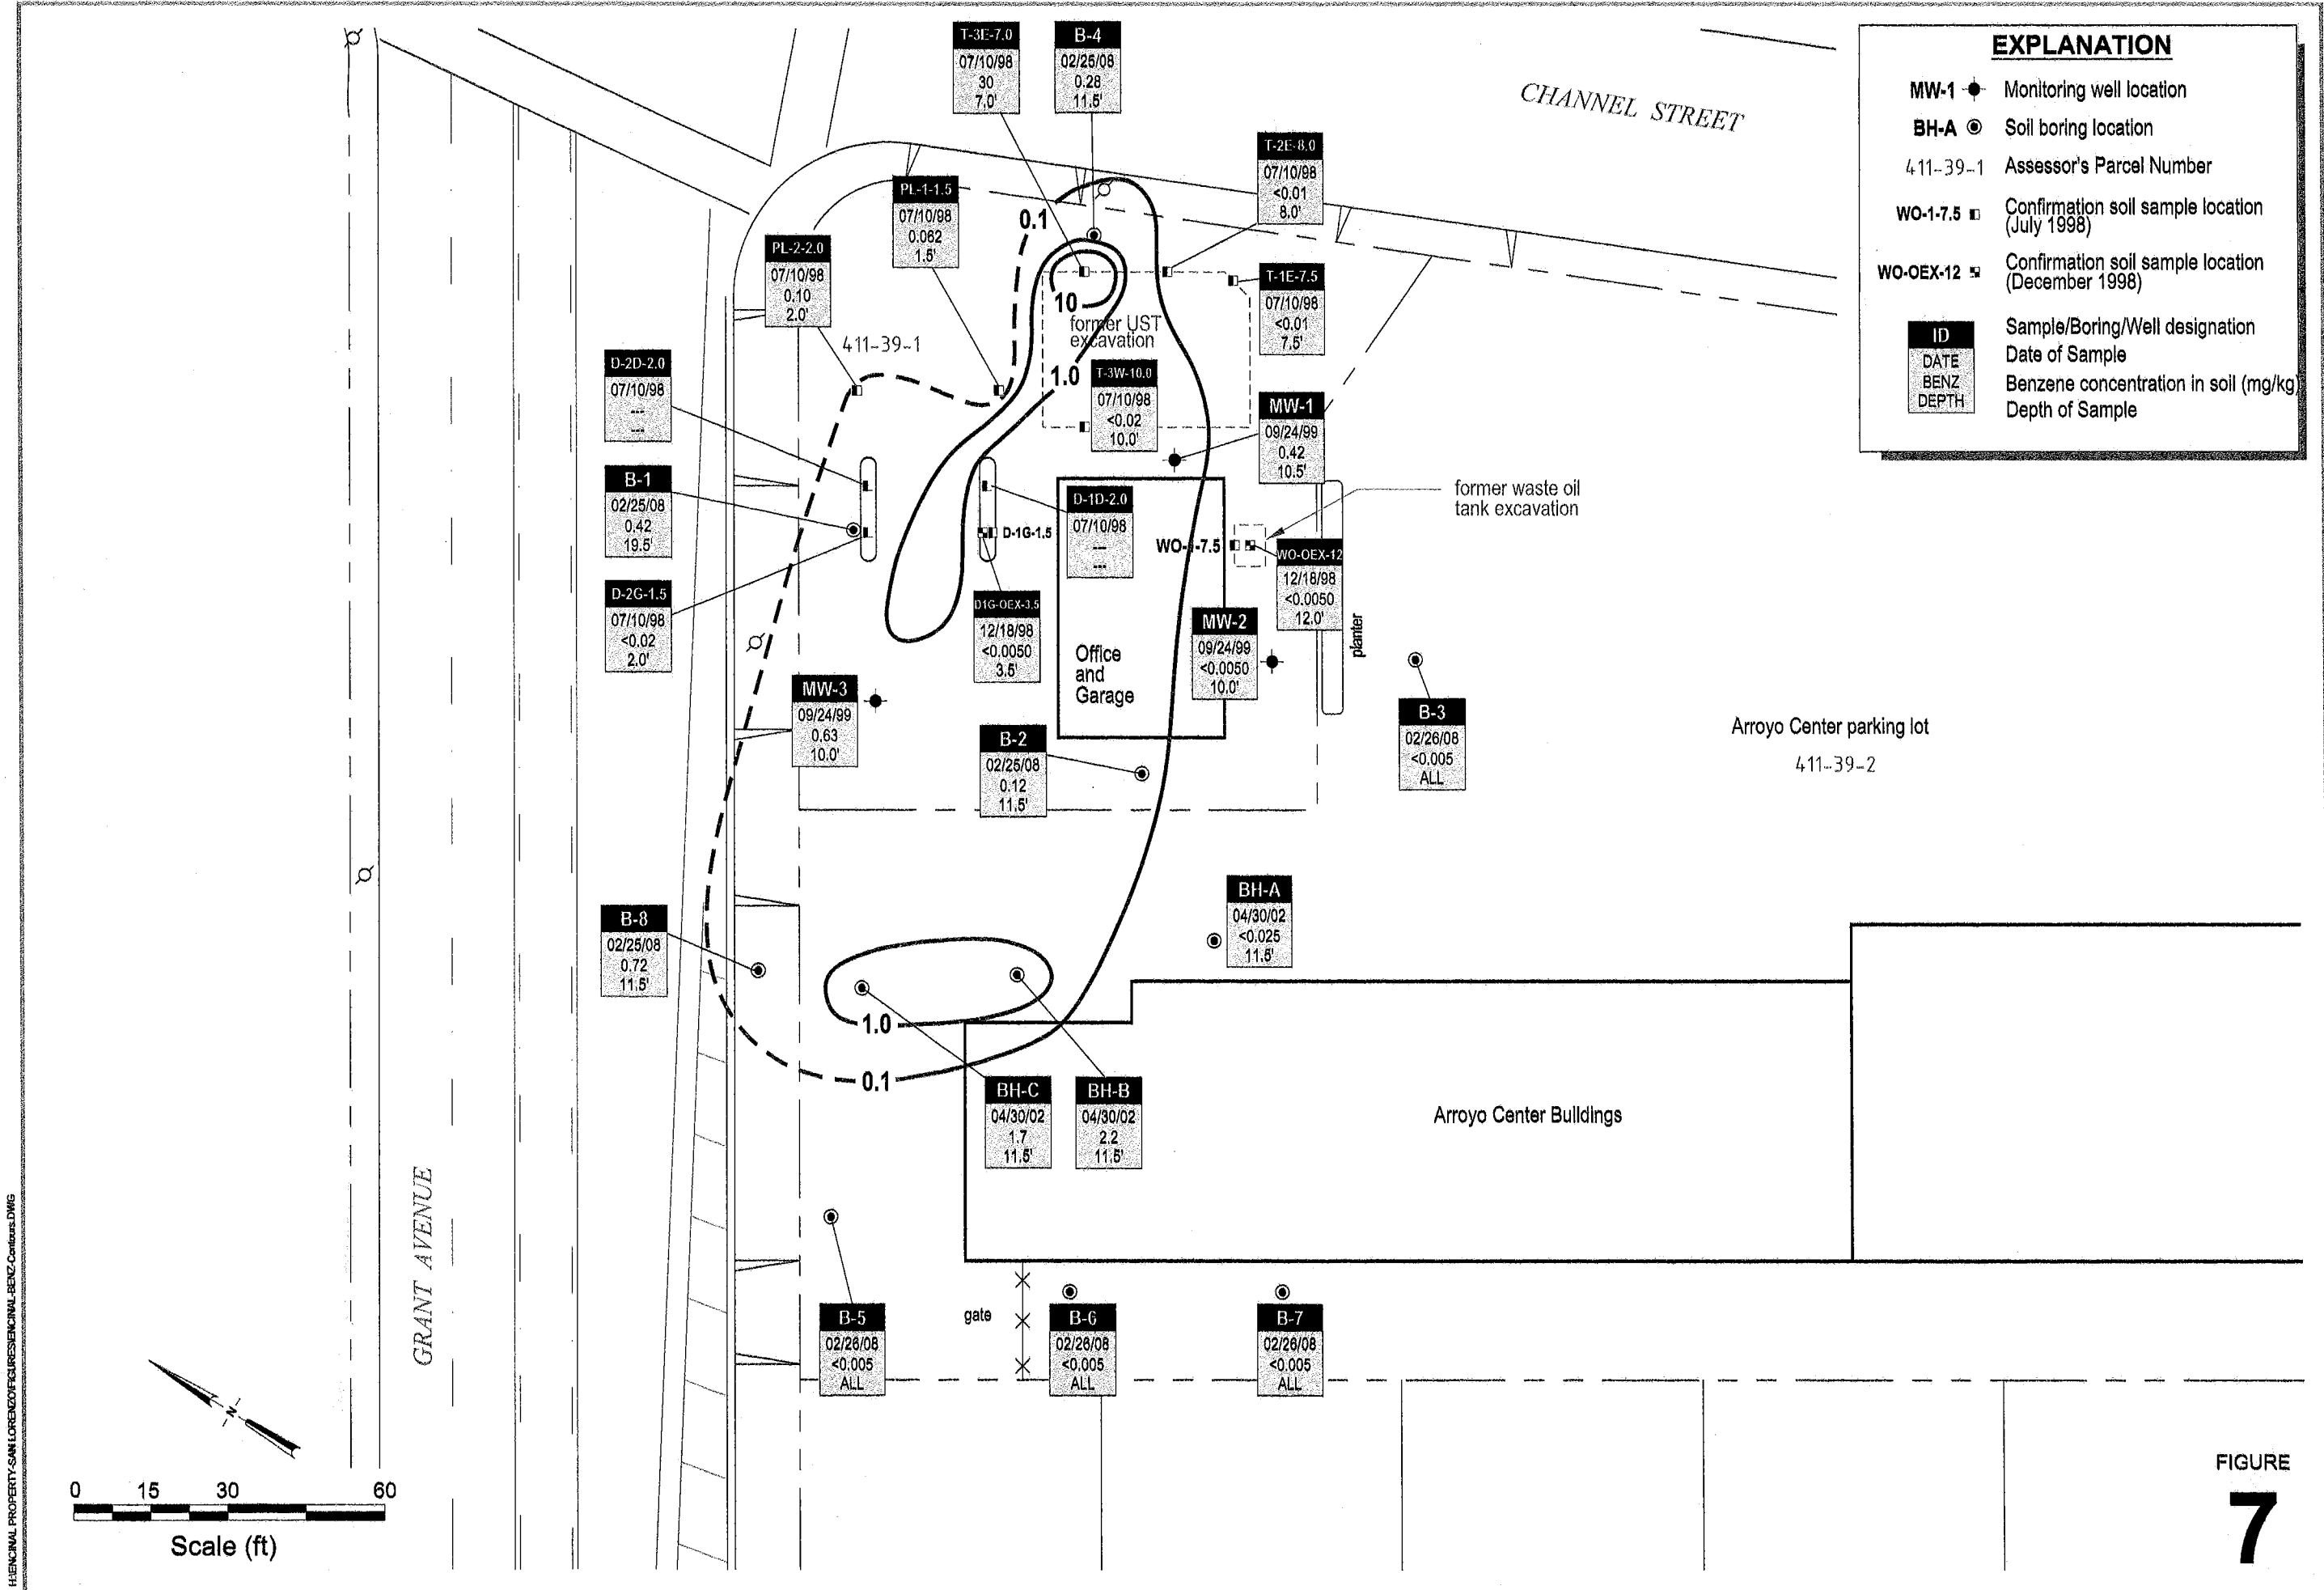 T-3E-7.0
07/10/98
30
7.0'
B-4
02/25/08
0.28
11.5'
CHANNEL STREET
EXPLANATION
MW-1 Monitoring well location
BH-A Soil boring location
411-39-1 Assessor's Parcel Number
WO-1-7.5 Confirmation soil sample location
(July 1998)
WO-OEX-12 Confirmation soil sample location
(December 1998)
ID Sample/Boring/Well designation
DATE Date of Sample
BENZ Benzene concentration in soil (mg/kg)
DEPTH Depth of Sample
T-2E-8.0
07/10/98
<0.01
8.0'
PL-1-1.5
07/10/98
0.062
1.5'
0.1
PL-2-2.0
07/10/98
0.10
2.0'
T-1E-7.5
07/10/98
<0.01
7.5'
10
former UST
excavation
411-39-1
1.0
D-2D-2.0
07/10/98
---
---
T-3W-10.0
07/10/98
<0.02
10.0'
MW-1
09/24/99
0.42
10.5'
B-1
02/25/08
0.42
19.5'
D-1D-2.0
07/10/98
---
---
former waste oil
tank excavation
D-1G-1.5
WO-1-7.5
WO-OEX-12
12/18/98
<0.0050
12.0'
D-2G-1.5
07/10/98
<0.02
2.0'
D1G-OEX-3.5
12/18/98
<0.0050
3.5'
MW-2
09/24/99
<0.0050
10.0'
planter
Office
and
Garage
MW-3
09/24/99
0.63
10.0'
B-3
02/26/08
<0.005
ALL
Arroyo Center parking lot
411-39-2
B-2
02/25/08
0.12
11.5'
BH-A
04/30/02
<0.025
11.5'
B-8
02/25/08
0.72
11.5'
1.0
0.1
BH-C
04/30/02
1.7
11.5'
BH-B
04/30/02
2.2
11.5'
Arroyo Center Buildings
GRANT AVENUE
gate
B-5
02/26/08
<0.005
ALL
B-6
02/26/08
<0.005
ALL
B-7
02/26/08
<0.005
ALL
N
0 15 30 60
Scale (ft)
FIGURE
7
H:\ENCINAL PROPERTY-SAN LORENZO\FIGURES\ENCINAL-BENZ-Contours.DWG